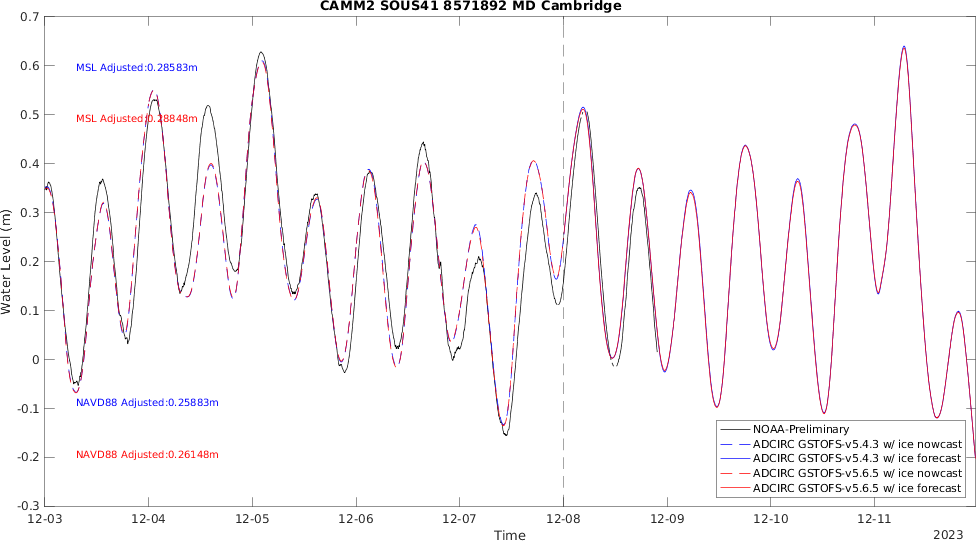 CAMM2 SOUS41 8571892 MD Cambridge
0.7
0.6
0.5
0.4
0.3
0.2
0.1
0
-0.1
-0.2
-0.3
Water Level (m)
MSL Adjusted:0.28583m
MSL Adjusted:0.28848m
NAVD88 Adjusted:0.25883m
NAVD88 Adjusted:0.26148m
NOAA-Preliminary
ADCIRC GSTOFS-v5.4.3 w/ ice nowcast
ADCIRC GSTOFS-v5.4.3 w/ ice forecast
ADCIRC GSTOFS-v5.6.5 w/ ice nowcast
ADCIRC GSTOFS-v5.6.5 w/ ice forecast
12-03 12-04 12-05 12-06 12-07 12-08 12-09 12-10 12-11
Time
2023